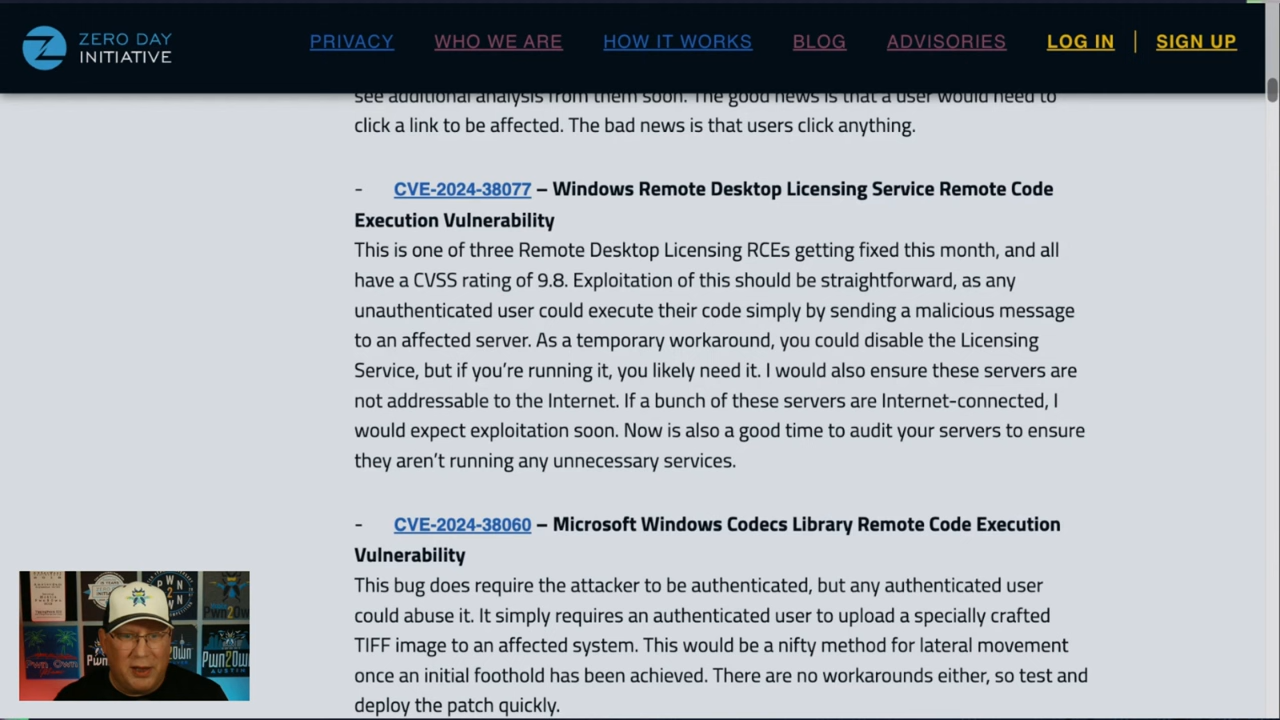 ZERO DAY
INITIATIVE
PRIVACY
WHO WE ARE
HOW IT WORKS
BLOG
ADVISORIES
LOG IN
SIGN UP
see additional analysis from them soon. The good news is that a user would need to
click a link to be affected. The bad news is that users click anything.
- CVE-2024-38077 – Windows Remote Desktop Licensing Service Remote Code
Execution Vulnerability
This is one of three Remote Desktop Licensing RCEs getting fixed this month, and all
have a CVSS rating of 9.8. Exploitation of this should be straightforward, as any
unauthenticated user could execute their code simply by sending a malicious message
to an affected server. As a temporary workaround, you could disable the Licensing
Service, but if you’re running it, you likely need it. I would also ensure these servers are
not addressable to the Internet. If a bunch of these servers are Internet-connected, I
would expect exploitation soon. Now is also a good time to audit your servers to ensure
they aren’t running any unnecessary services.
- CVE-2024-38060 – Microsoft Windows Codecs Library Remote Code Execution
Vulnerability
This bug does require the attacker to be authenticated, but any authenticated user
could abuse it. It simply requires an authenticated user to upload a specially crafted
TIFF image to an affected system. This would be a nifty method for lateral movement
once an initial foothold has been achieved. There are no workarounds either, so test and
deploy the patch quickly.
PWN
Pwn2Own
Pwn Own
Pwn2Own
AUSTIN